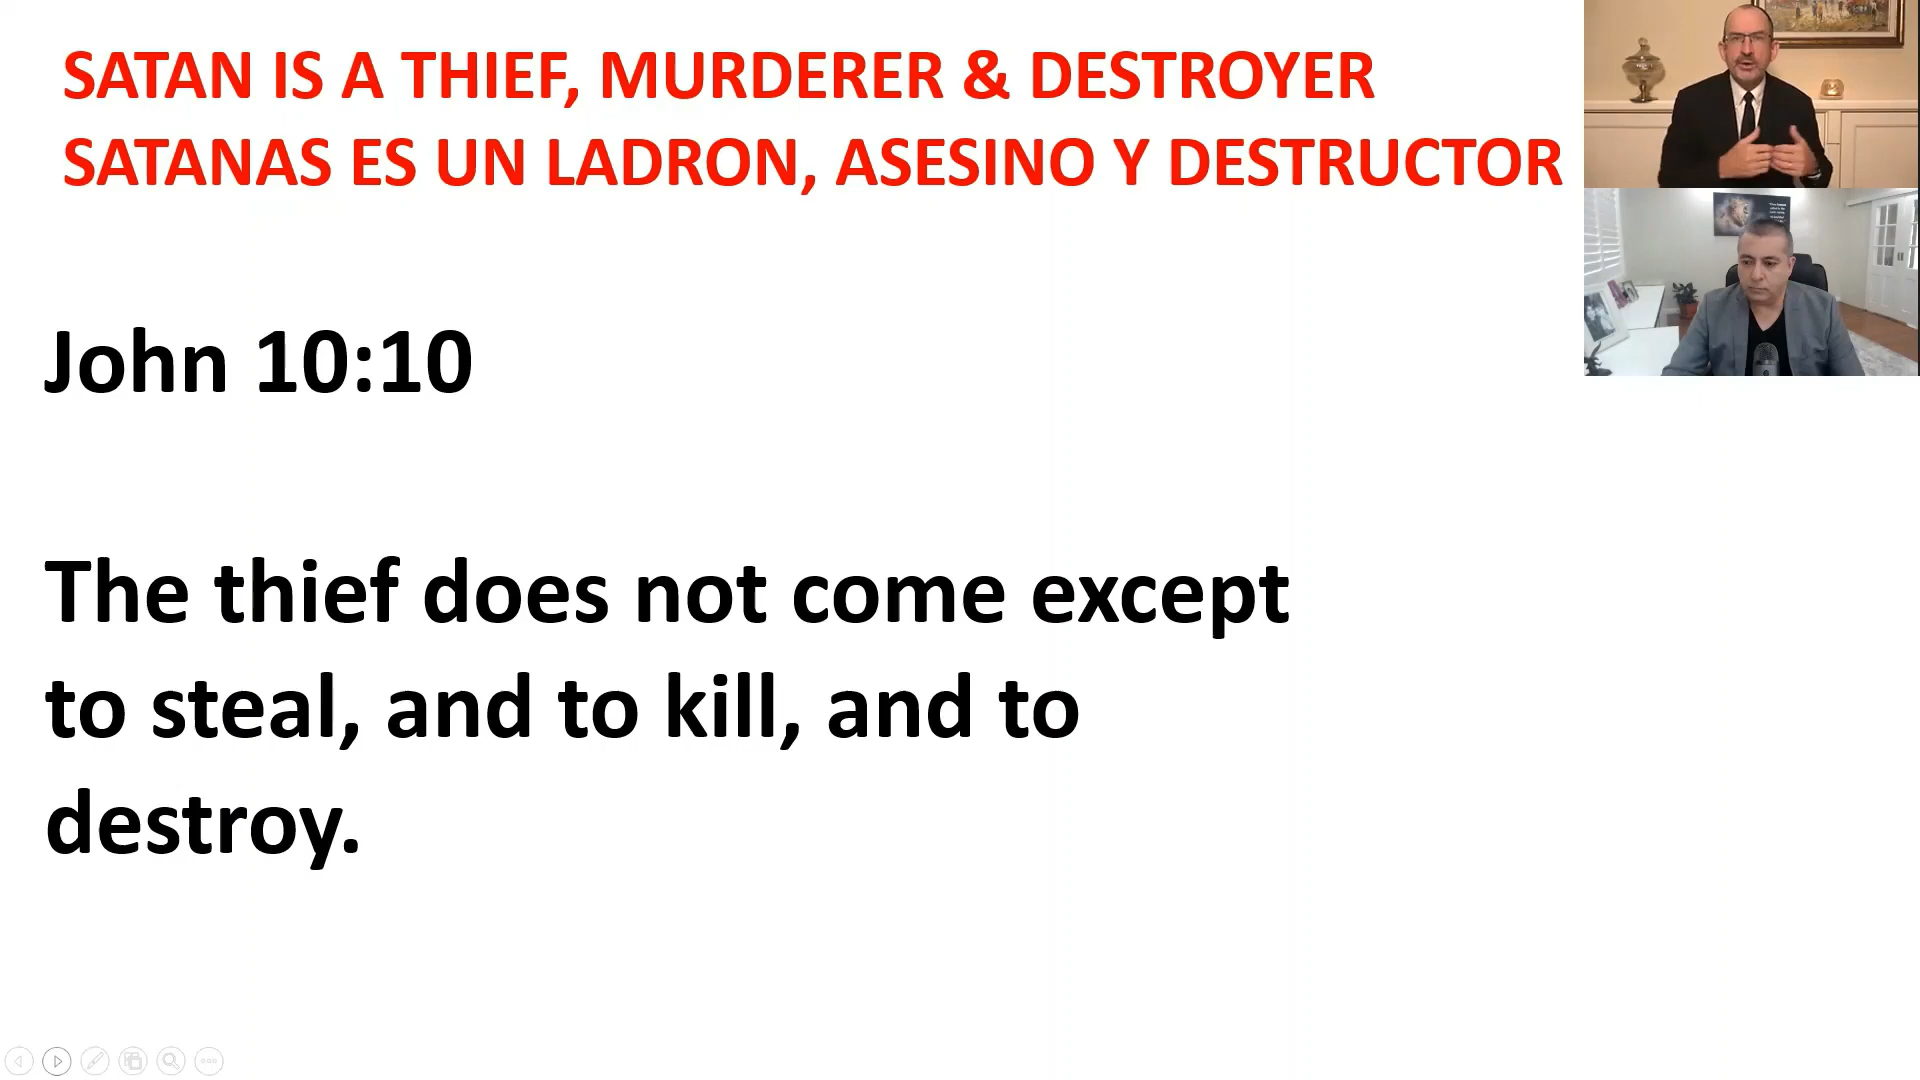 SATAN IS A THIEF, MURDERER & DESTROYER
SATANAS ES UN LADRON, ASESINO Y DESTRUCTOR
John 10:10
The thief does not come except
to steal, and to kill, and to
destroy.